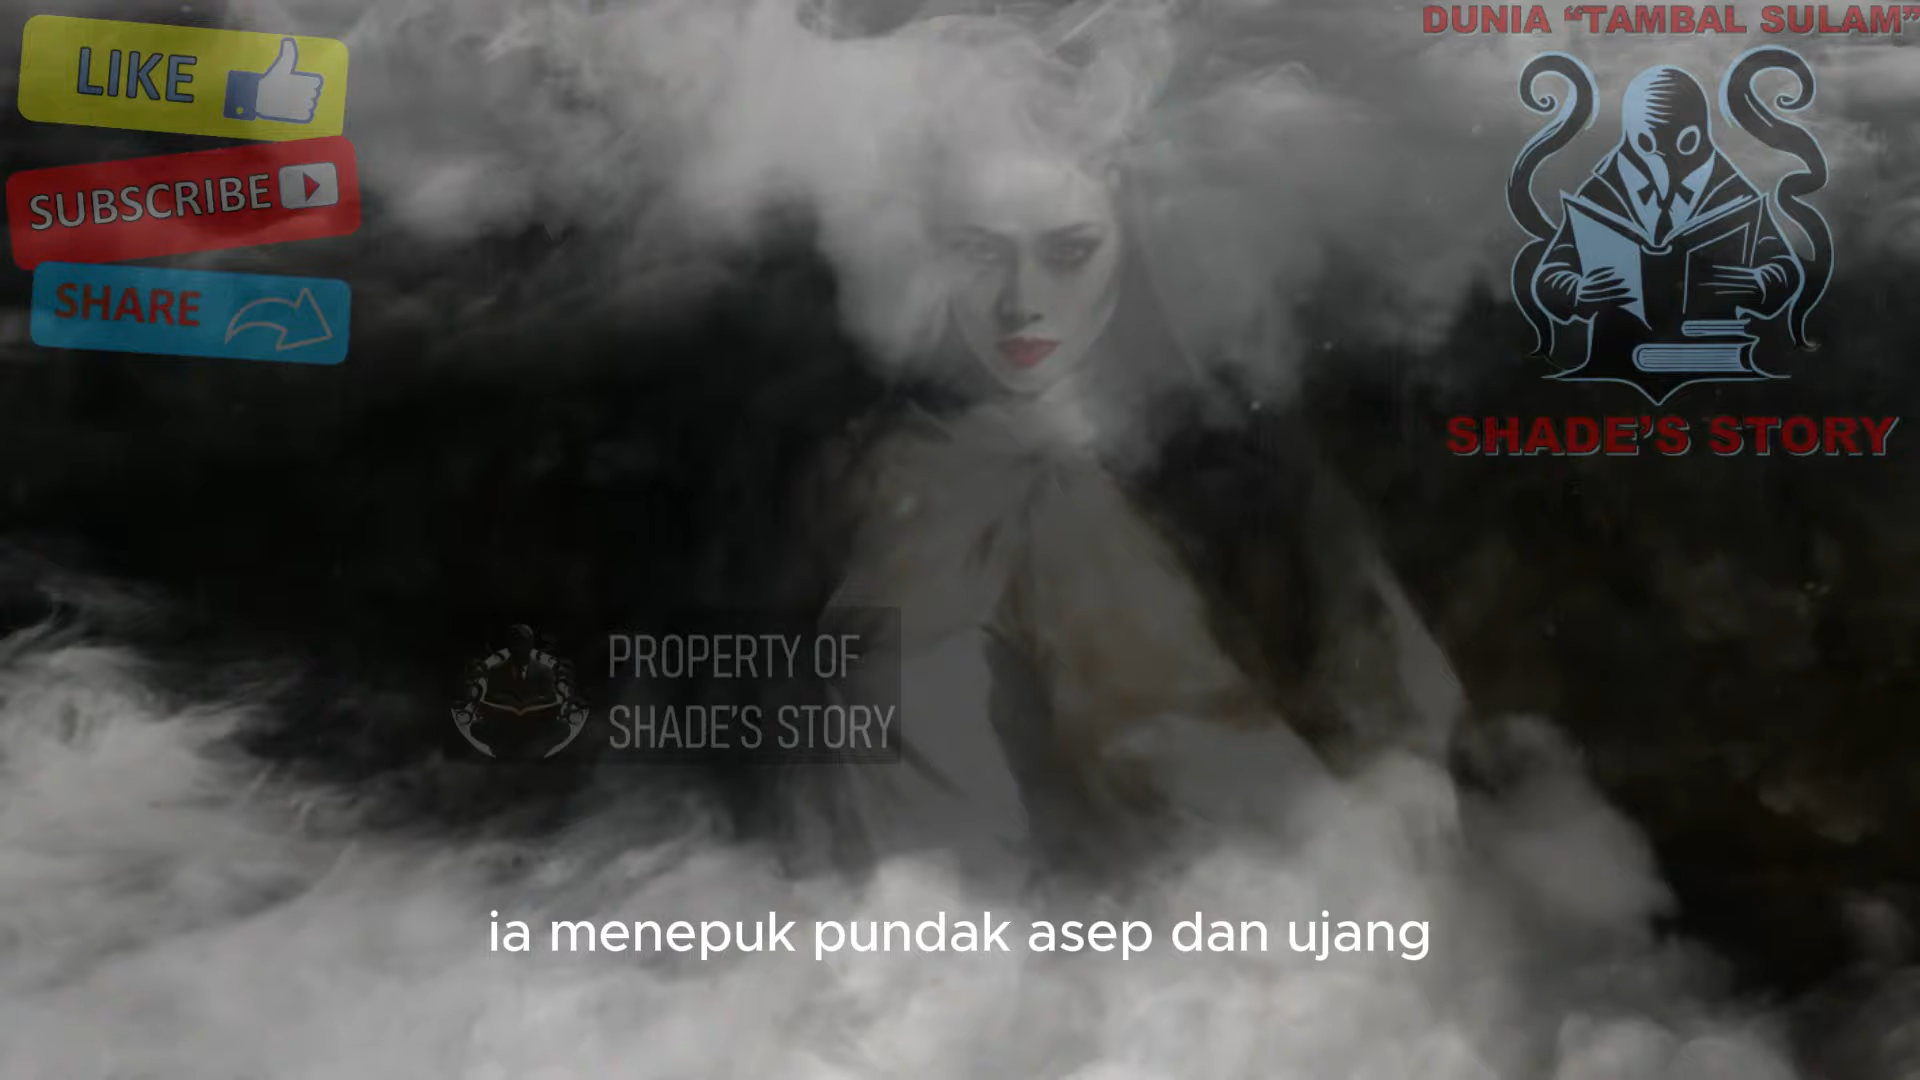 LIKE
SUBSCRIBE
SHARE
DUNIA “TAMBAL SULAM”
SHADE’S STORY
PROPERTY OF
SHADE’S STORY
ia menepuk pundak asep dan ujang